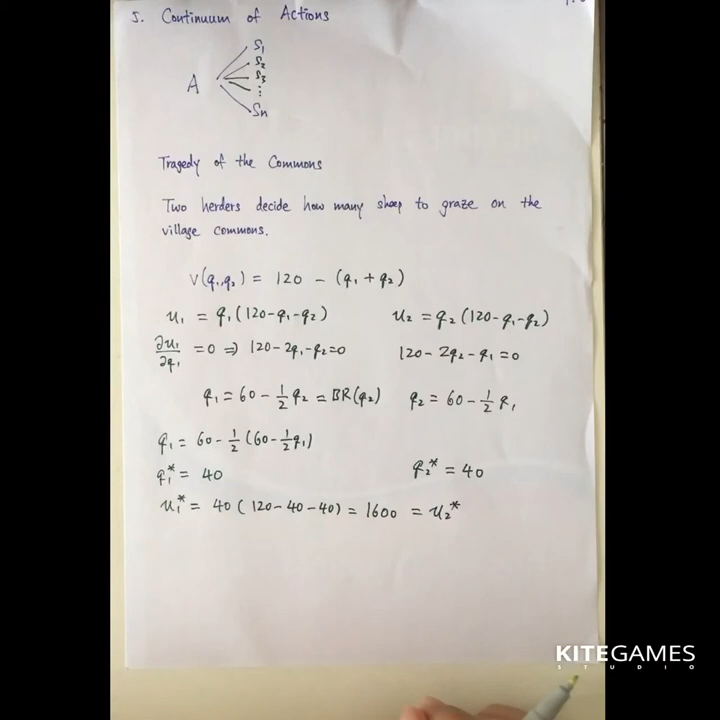 5. Continuum of Actions
A
S1
S2
S3
⋮
Sn
Tragedy of the Commons
Two herders decide how many sheep to graze on the
village commons.
V(q₁,q₂) = 120 - (q₁ + q₂)
u₁ = q₁(120-q₁-q₂) u₂ = q₂(120-q₁-q₂)
∂u₁/∂q₁ = 0 ⇒ 120-2q₁-q₂=0 120-2q₂-q₁=0
q₁ = 60 - 1/2 q₂ = BR(q₂) q₂ = 60 - 1/2 q₁
q₁ = 60 - 1/2 (60 - 1/2 q₁)
q₁* = 40 q₂* = 40
u₁* = 40 (120-40-40) = 1600 = u₂*
KITEGAMES
STUDIO